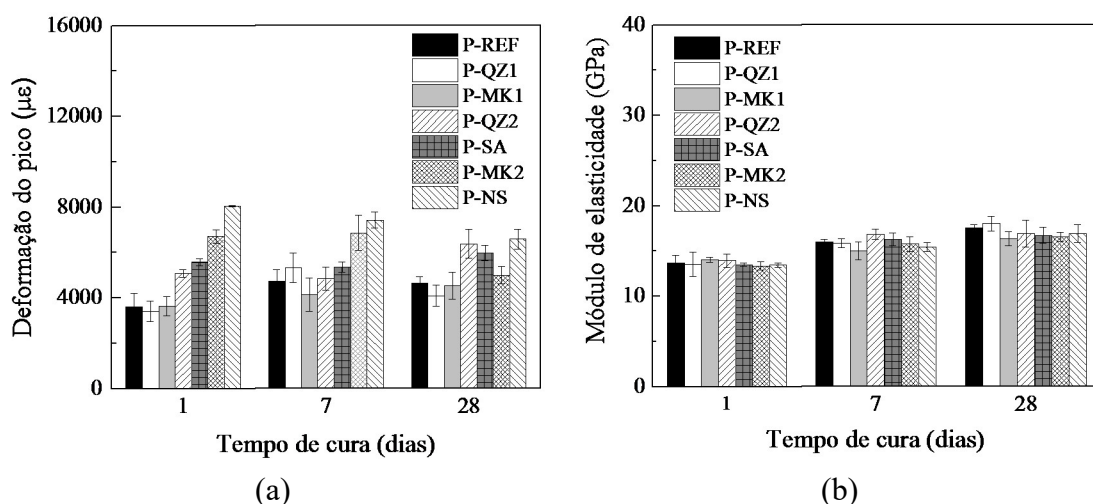 16000
12000
8000
4000
0
Deformação do pico (με)
P-REF
P-QZ1
P-MK1
P-QZ2
P-SA
P-MK2
P-NS
1 7 28
Tempo de cura (dias)
(a)
40
30
20
10
0
Módulo de elasticidade (GPa)
P-REF
P-QZ1
P-MK1
P-QZ2
P-SA
P-MK2
P-NS
1 7 28
Tempo de cura (dias)
(b)